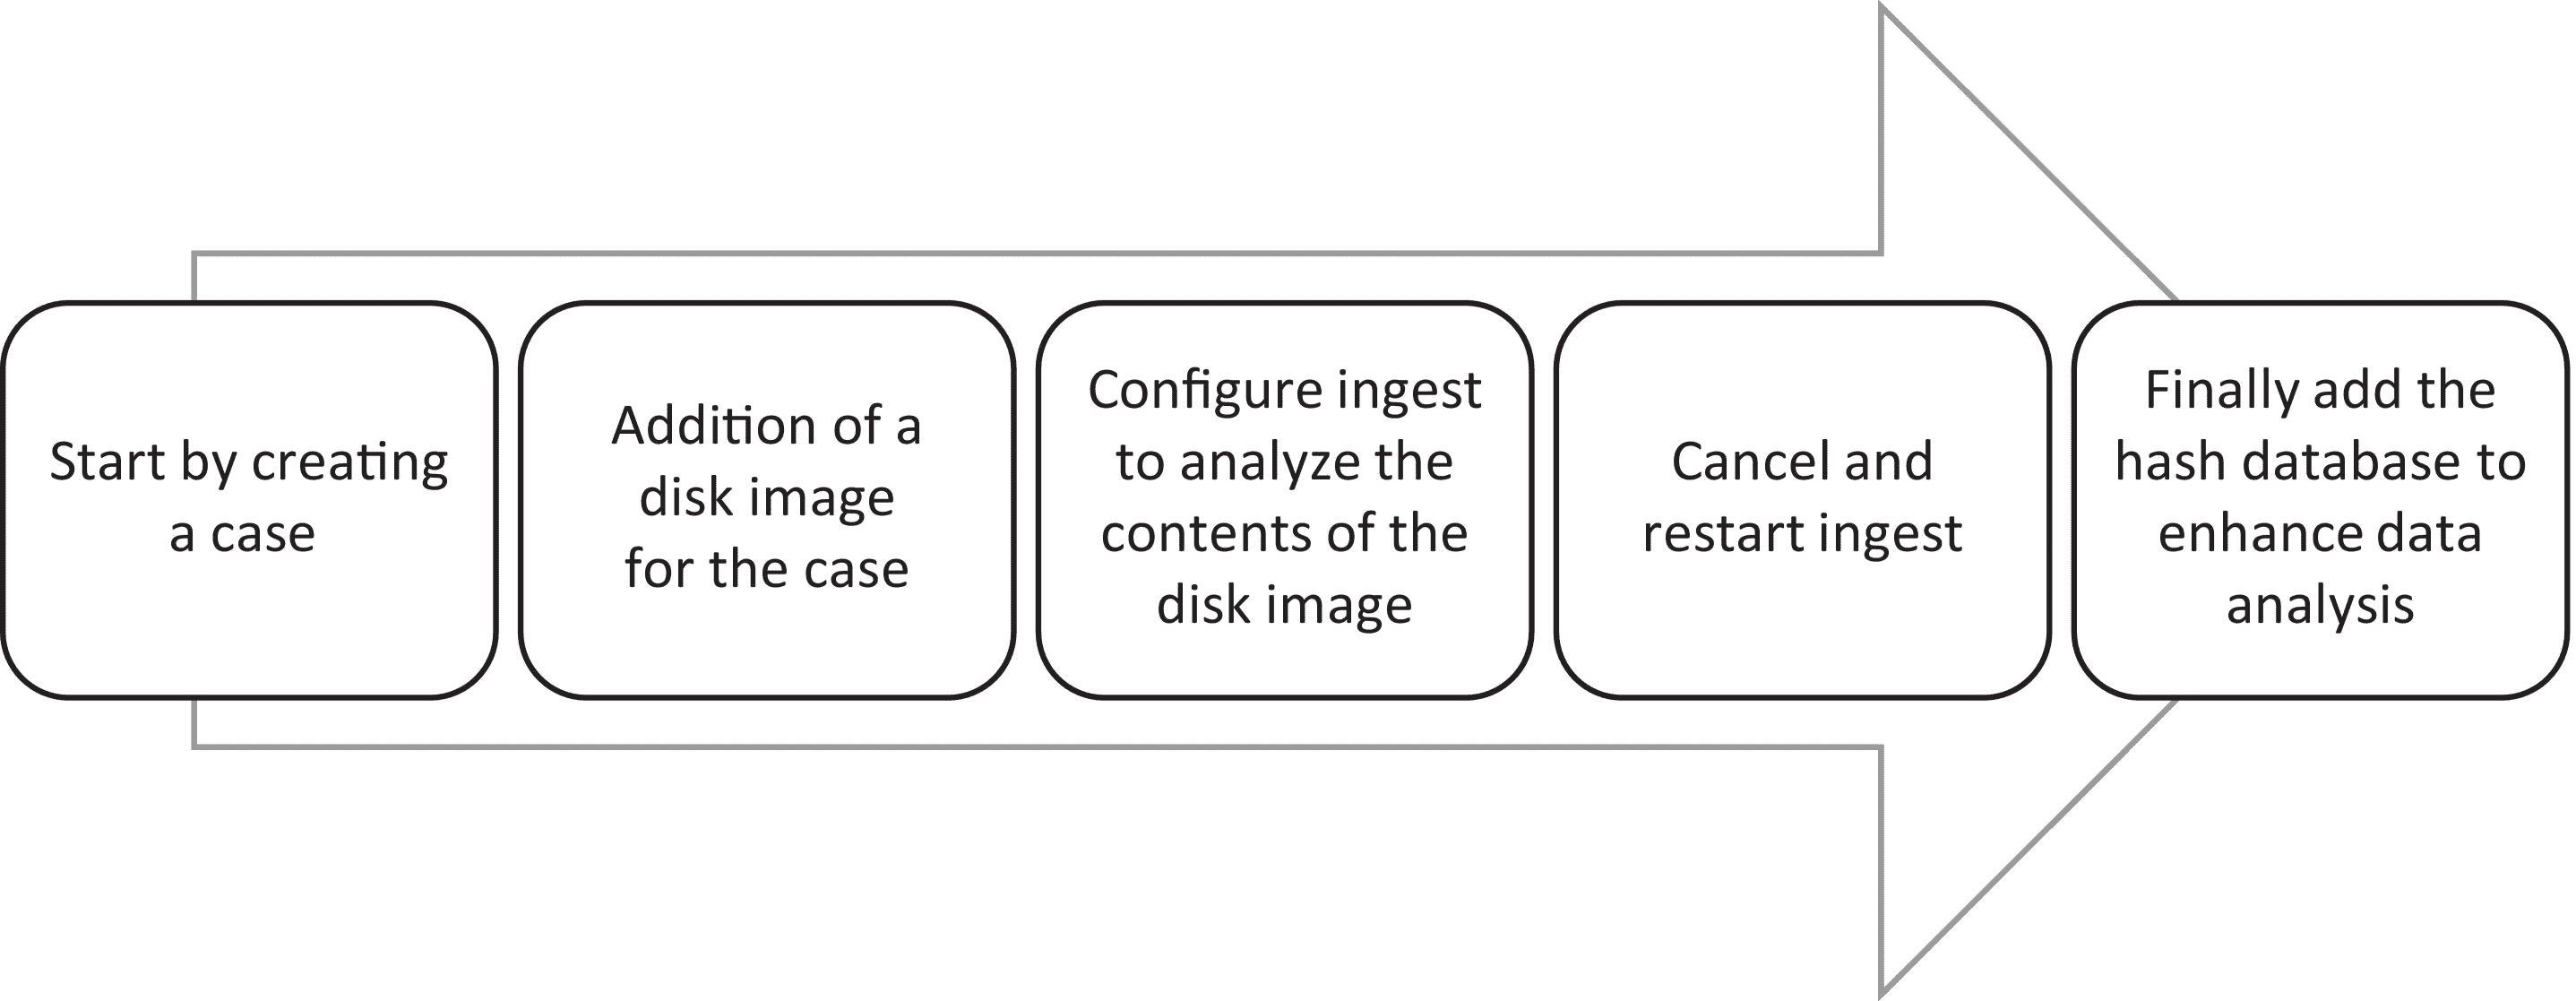 Start by creating
a case
Addition of a
disk image
for the case
Configure ingest
to analyze the
contents of the
disk image
Cancel and
restart ingest
Finally add the
hash database to
enhance data
analysis